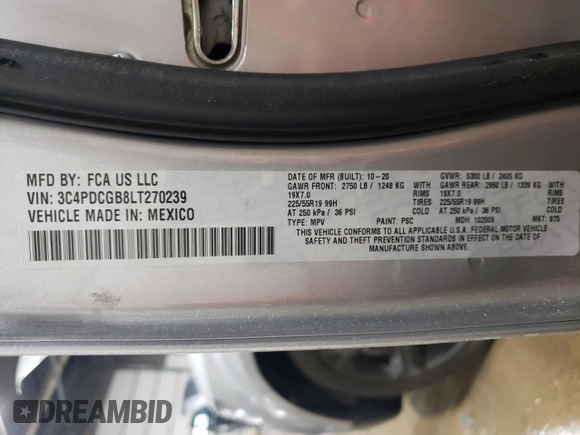 MFD BY: FCA US LLC
VIN: 3C4PDCGB8LT270239
VEHICLE MADE IN: MEXICO
DATE OF MFR (BUILT): 10-20
GAWR FRONT: 2750 LB / 1248 KG WITH
19X7.0 RIMS
225/55R19 99H TIRES
AT 250 kPa / 36 PSI COLD
TYPE: MPV
PAINT: PSC
GVWR: 5300 LB / 2405 KG
GAWR REAR: 2950 LB / 1339 KG WITH
19X7.0 RIMS
225/55R19 99H TIRES
AT 250 kPa / 36 PSI COLD
MDH: 102009 MKT: 875
THIS VEHICLE CONFORMS TO ALL APPLICABLE U.S.A. FEDERAL MOTOR VEHICLE
SAFETY AND THEFT PREVENTION STANDARDS IN EFFECT ON THE DATE OF
MANUFACTURE SHOWN ABOVE.
DREAMBID